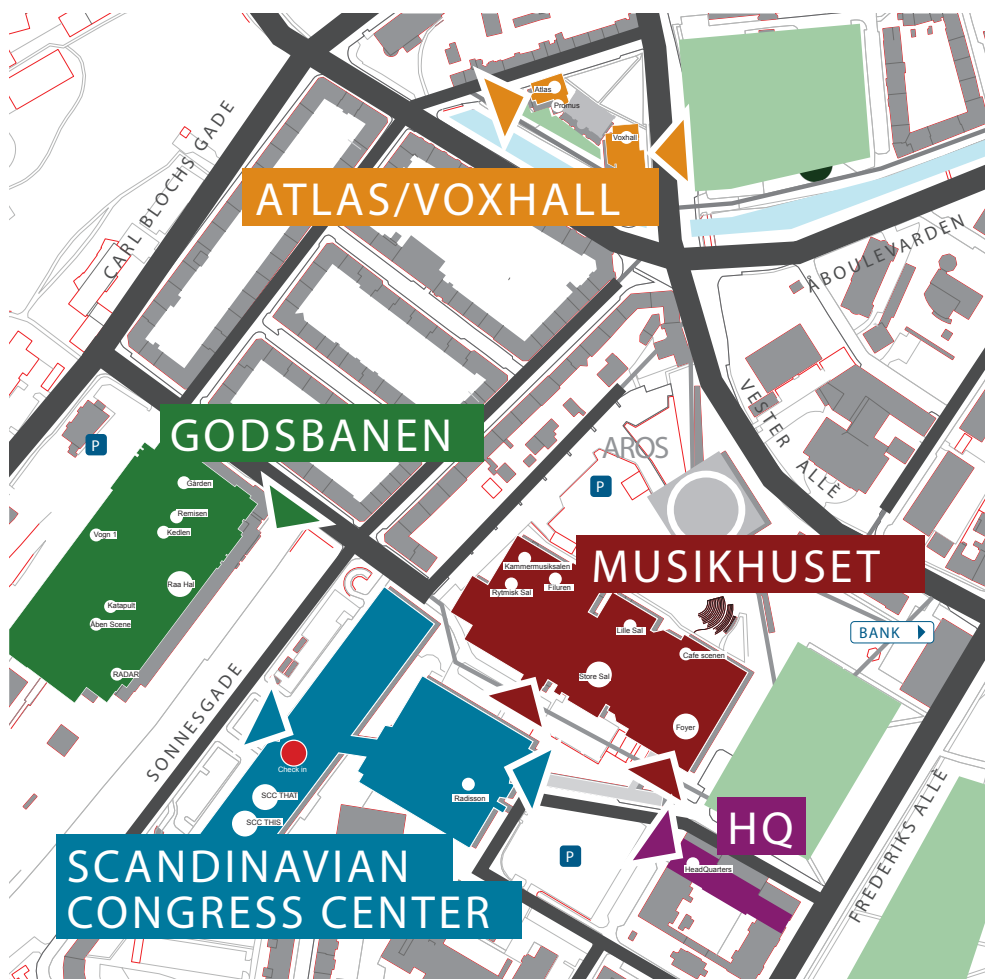 Atlas
Promus
Voxhall
CARL BLOCHS GADE
ATLAS/VOXHALL
ÅBOULEVARDEN
VESTER ALLÈ
GODSBANEN
P
AROS
P
Gården
Remisen
Kedlen
Vogn 1
Raa Hal
Katapult
Åben Scene
RADAR
MUSIKHUSET
Kammermusiksalen
Rytmisk Sal
Filuren
Lille Sal
Cafe scenen
Store Sal
Foyer
BANK
SONNESGADE
Check in
SCC THAT
SCC THIS
Radisson
FREDERIKS ALLÈ
HQ
HeadQuarters
P
SCANDINAVIAN
CONGRESS CENTER